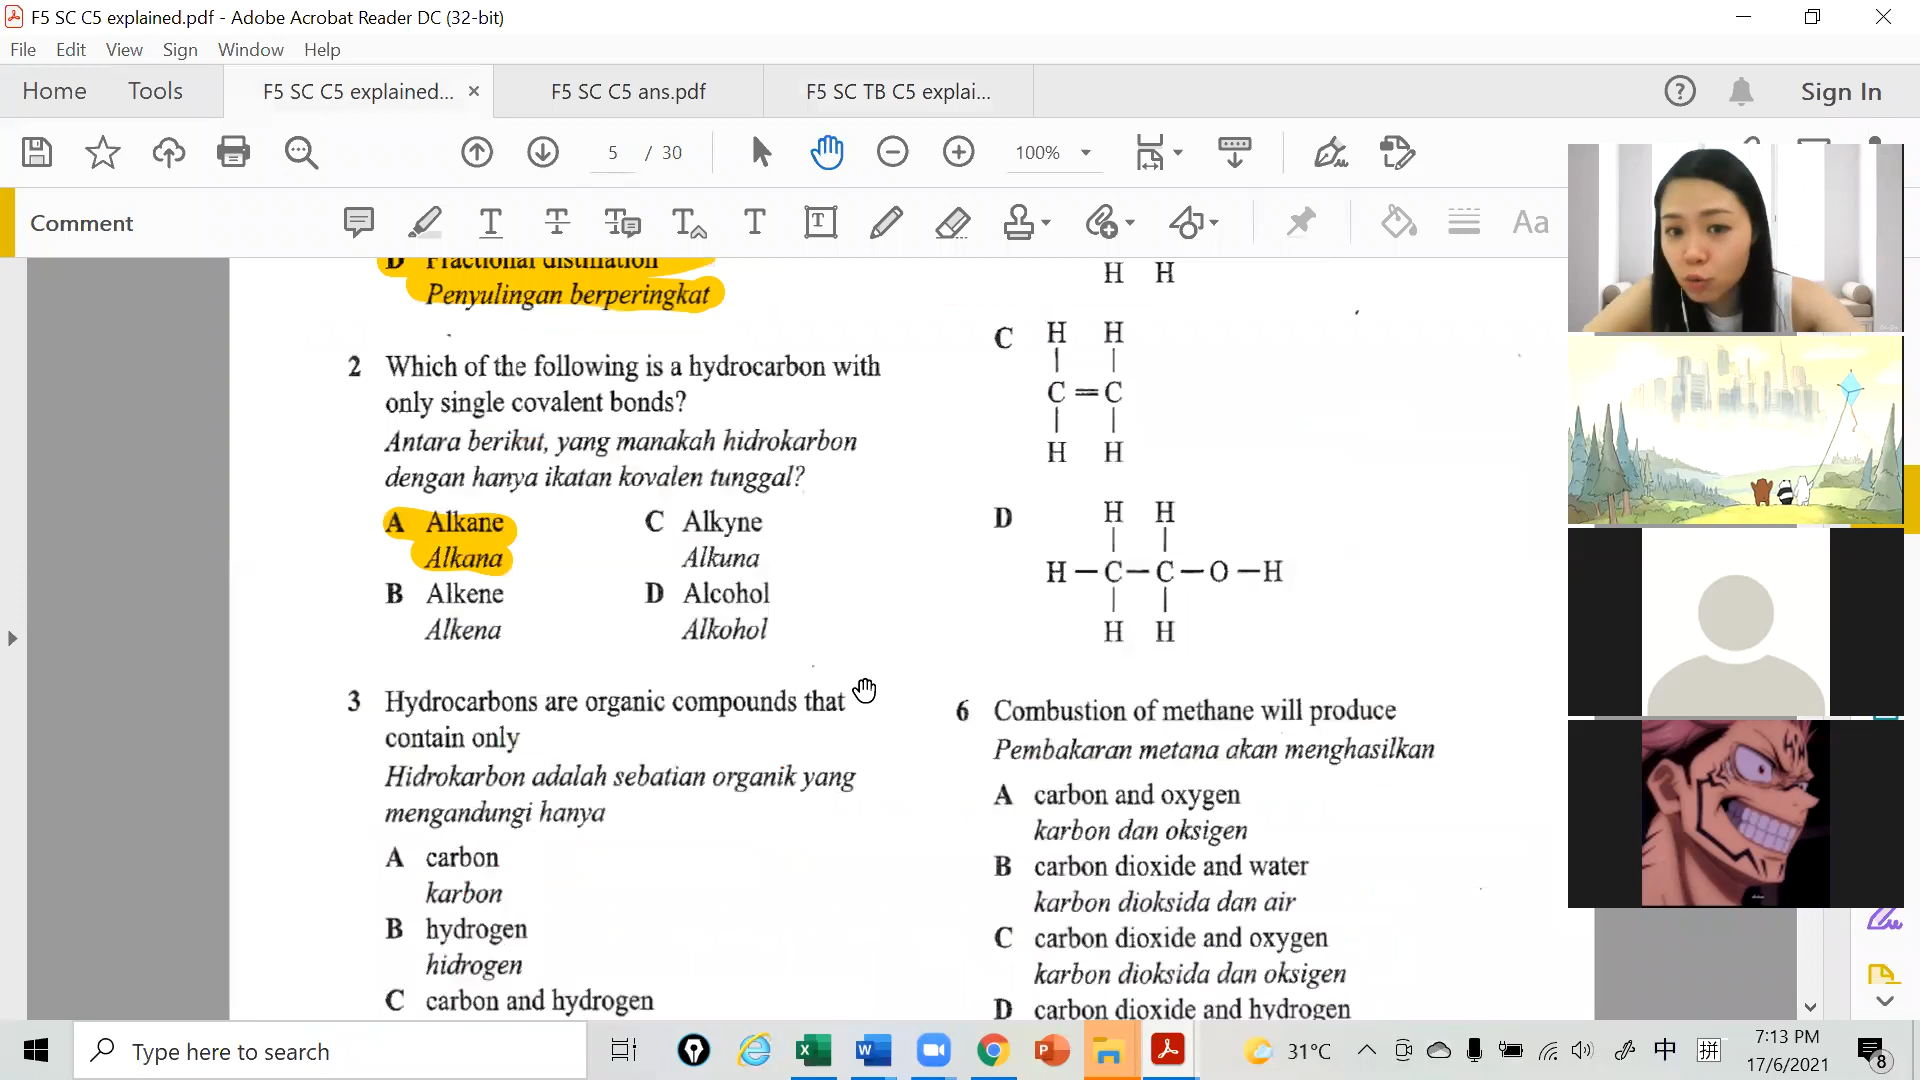 F5 SC C5 explained.pdf - Adobe Acrobat Reader DC (32-bit)
File Edit View Sign Window Help
Home Tools F5 SC C5 explained... × F5 SC C5 ans.pdf F5 SC TB C5 explai... Sign In
5 / 30 100%
Comment Aa
D Fractional distillation
Penyulingan berperingkat
2 Which of the following is a hydrocarbon with
only single covalent bonds?
Antara berikut, yang manakah hidrokarbon
dengan hanya ikatan kovalen tunggal?
A Alkane
Alkana
B Alkene
Alkena
C Alkyne
Alkuna
D Alcohol
Alkohol
3 Hydrocarbons are organic compounds that
contain only
Hidrokarbon adalah sebatian organik yang
mengandungi hanya
A carbon
karbon
B hydrogen
hidrogen
C carbon and hydrogen
H H
C H H
C = C
H H
D H H
H — C — C — O — H
H H
6 Combustion of methane will produce
Pembakaran metana akan menghasilkan
A carbon and oxygen
karbon dan oksigen
B carbon dioxide and water
karbon dioksida dan air
C carbon dioxide and oxygen
karbon dioksida dan oksigen
D carbon dioxide and hydrogen
Type here to search
31°C
中
拼
7:13 PM
17/6/2021
8